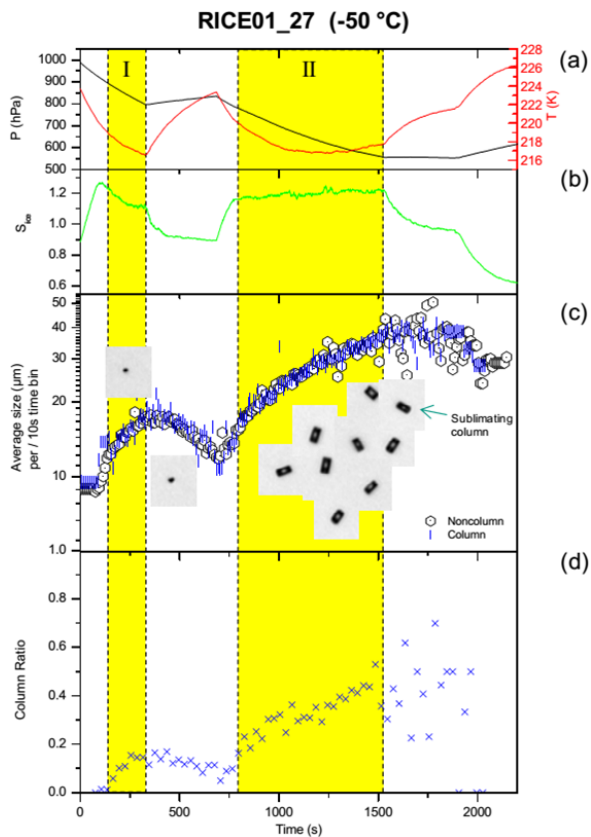 RICE01_27 (-50 °C)
I
II
(a)
P (hPa)
1000
900
800
700
600
500
T (K)
228
226
224
222
220
218
216
(b)
S_ice
1.2
1.0
0.8
0.6
(c)
Average size (µm)
per / 10s time bin
50
40
30
20
10
1.0
Sublimating
column
Noncolumn
Column
(d)
Column Ratio
0.8
0.6
0.4
0.2
0.0
0 500 1000 1500 2000
Time (s)